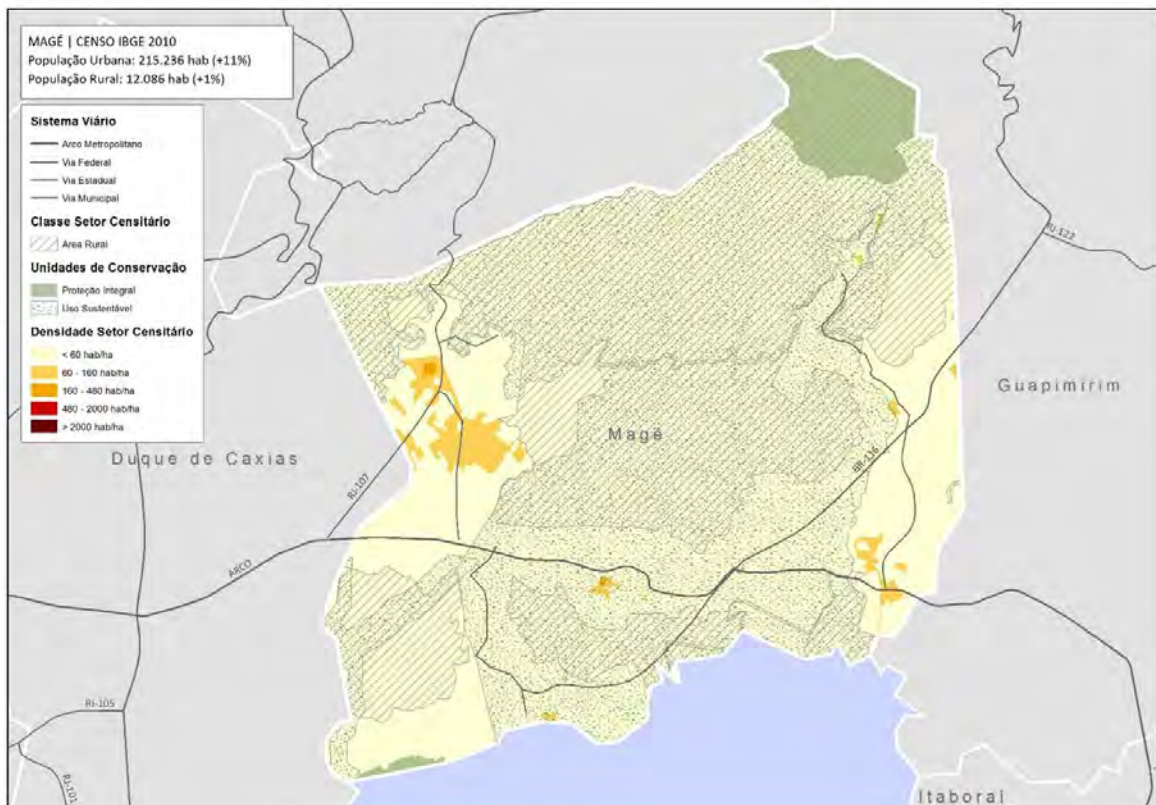 MAGÉ | CENSO IBGE 2010
População Urbana: 215.236 hab (+11%)
População Rural: 12.086 hab (+1%)
Sistema Viário
Arco Metropolitano
Via Federal
Via Estadual
Via Municipal
Classe Setor Censitário
Area Rural
Unidades de Conservação
Proteção Integral
Uso Sustentável
Densidade Setor Censitário
< 60 hab/ha
60 - 160 hab/ha
160 - 480 hab/ha
480 - 2000 hab/ha
> 2000 hab/ha
RJ-122
Guapimirim
Magé
Duque de Caxias
RJ-107
BR-116
ARCO
RJ-105
RJ-101
Itaboraí